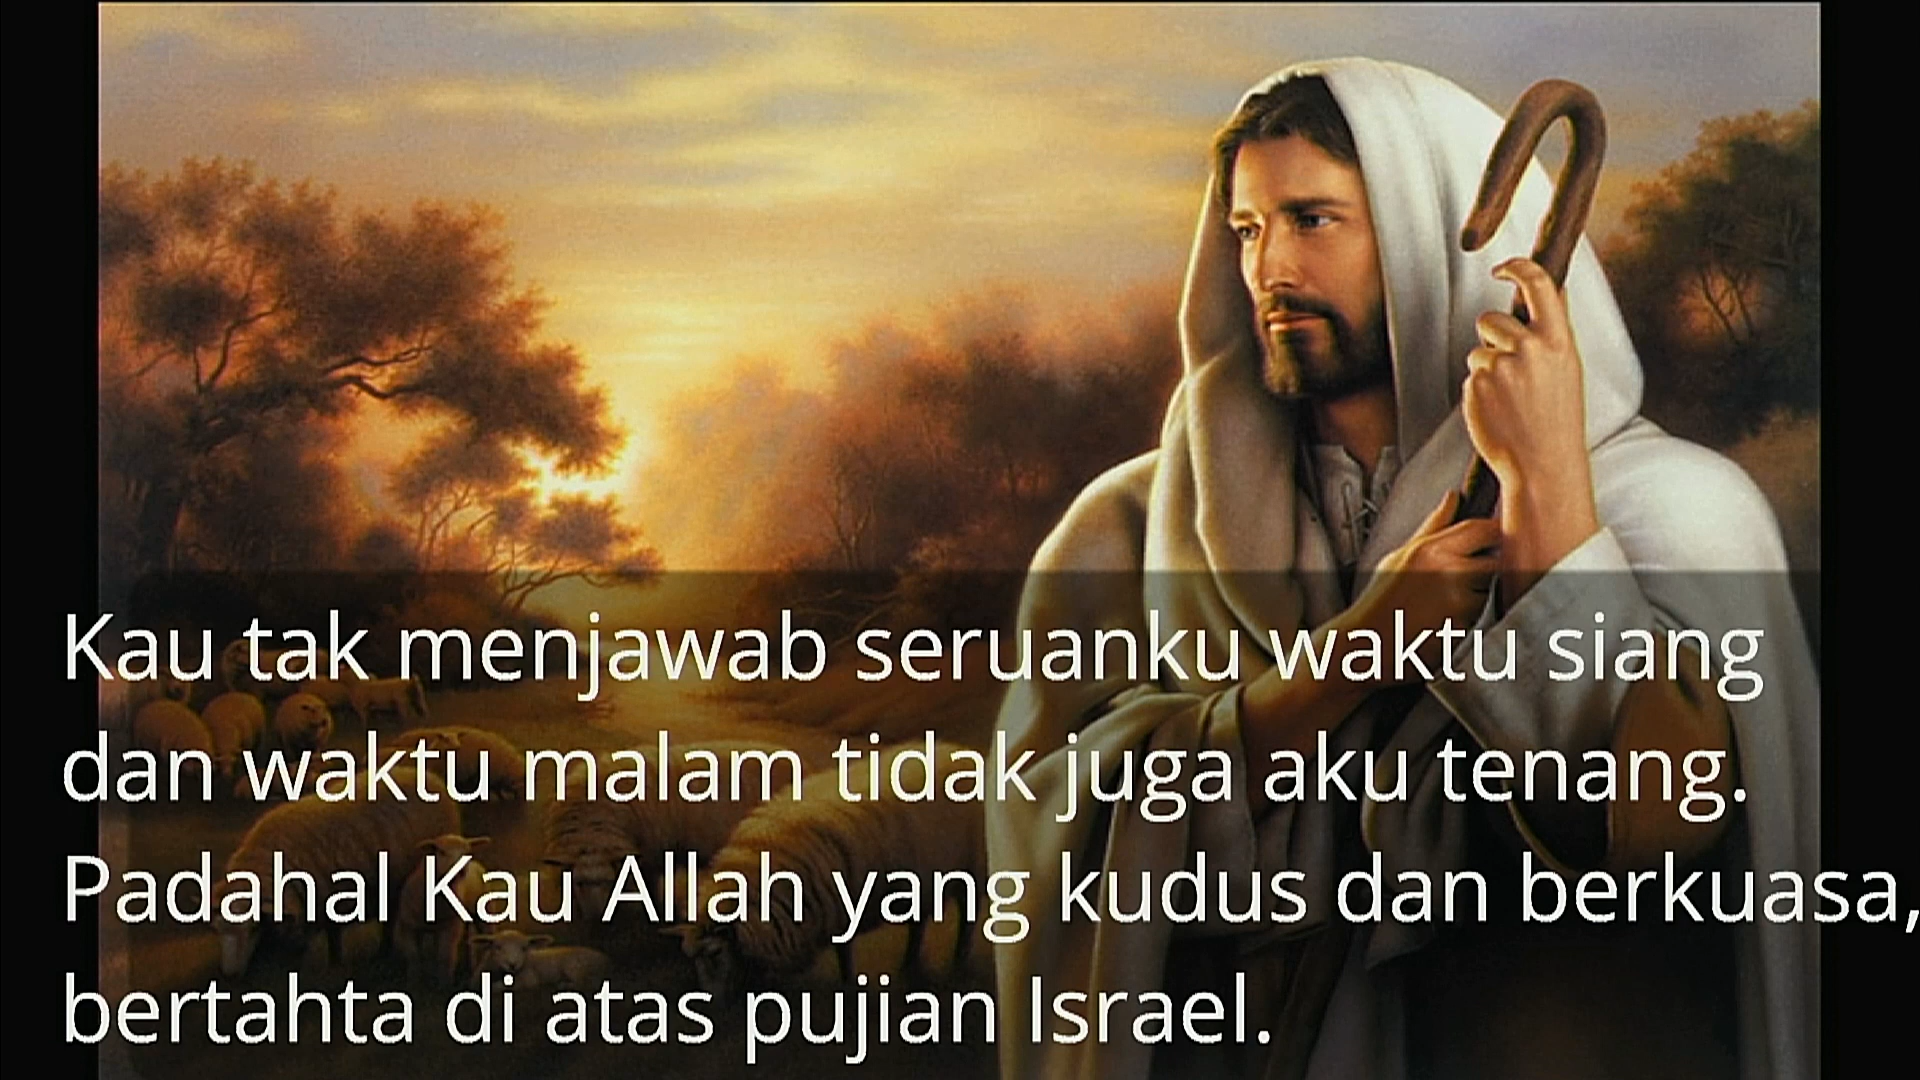 Kau tak menjawab seruanku waktu siang
dan waktu malam tidak juga aku tenang.
Padahal Kau Allah yang kudus dan berkuasa,
bertahta di atas pujian Israel.